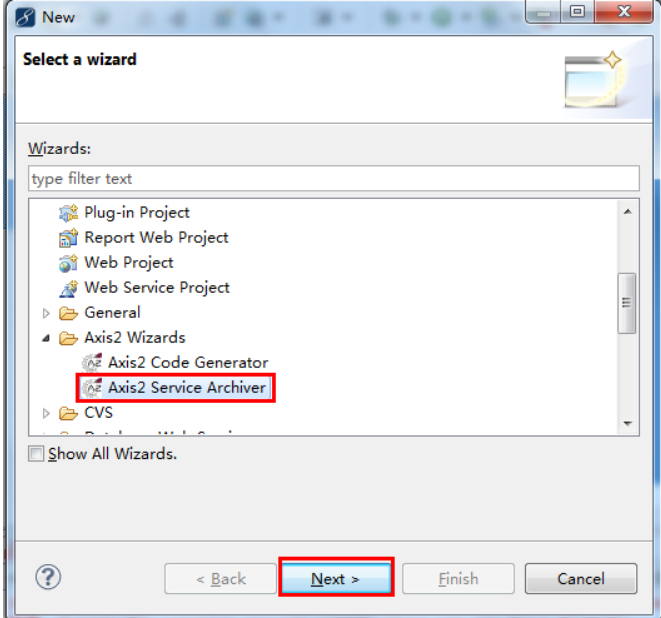 New
Select a wizard
Wizards:
type filter text
Plug-in Project
Report Web Project
Web Project
Web Service Project
General
Axis2 Wizards
Axis2 Code Generator
Axis2 Service Archiver
CVS
Show All Wizards.
< Back
Next >
Finish
Cancel